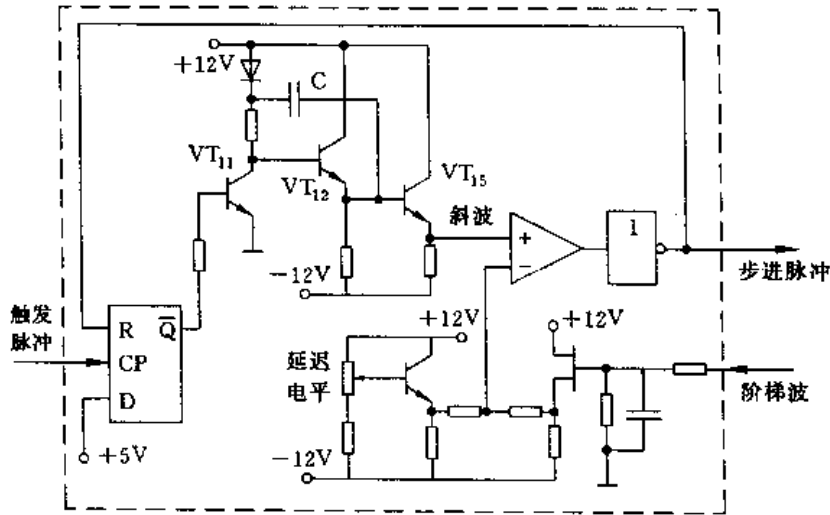 +12V
C
VT₁₁
VT₁₂
VT₁₅
斜波
+
−
1
步进脉冲
−12V
触发
脉冲
R
Q̅
CP
D
+5V
延迟
电平
+12V
+12V
阶梯波
−12V